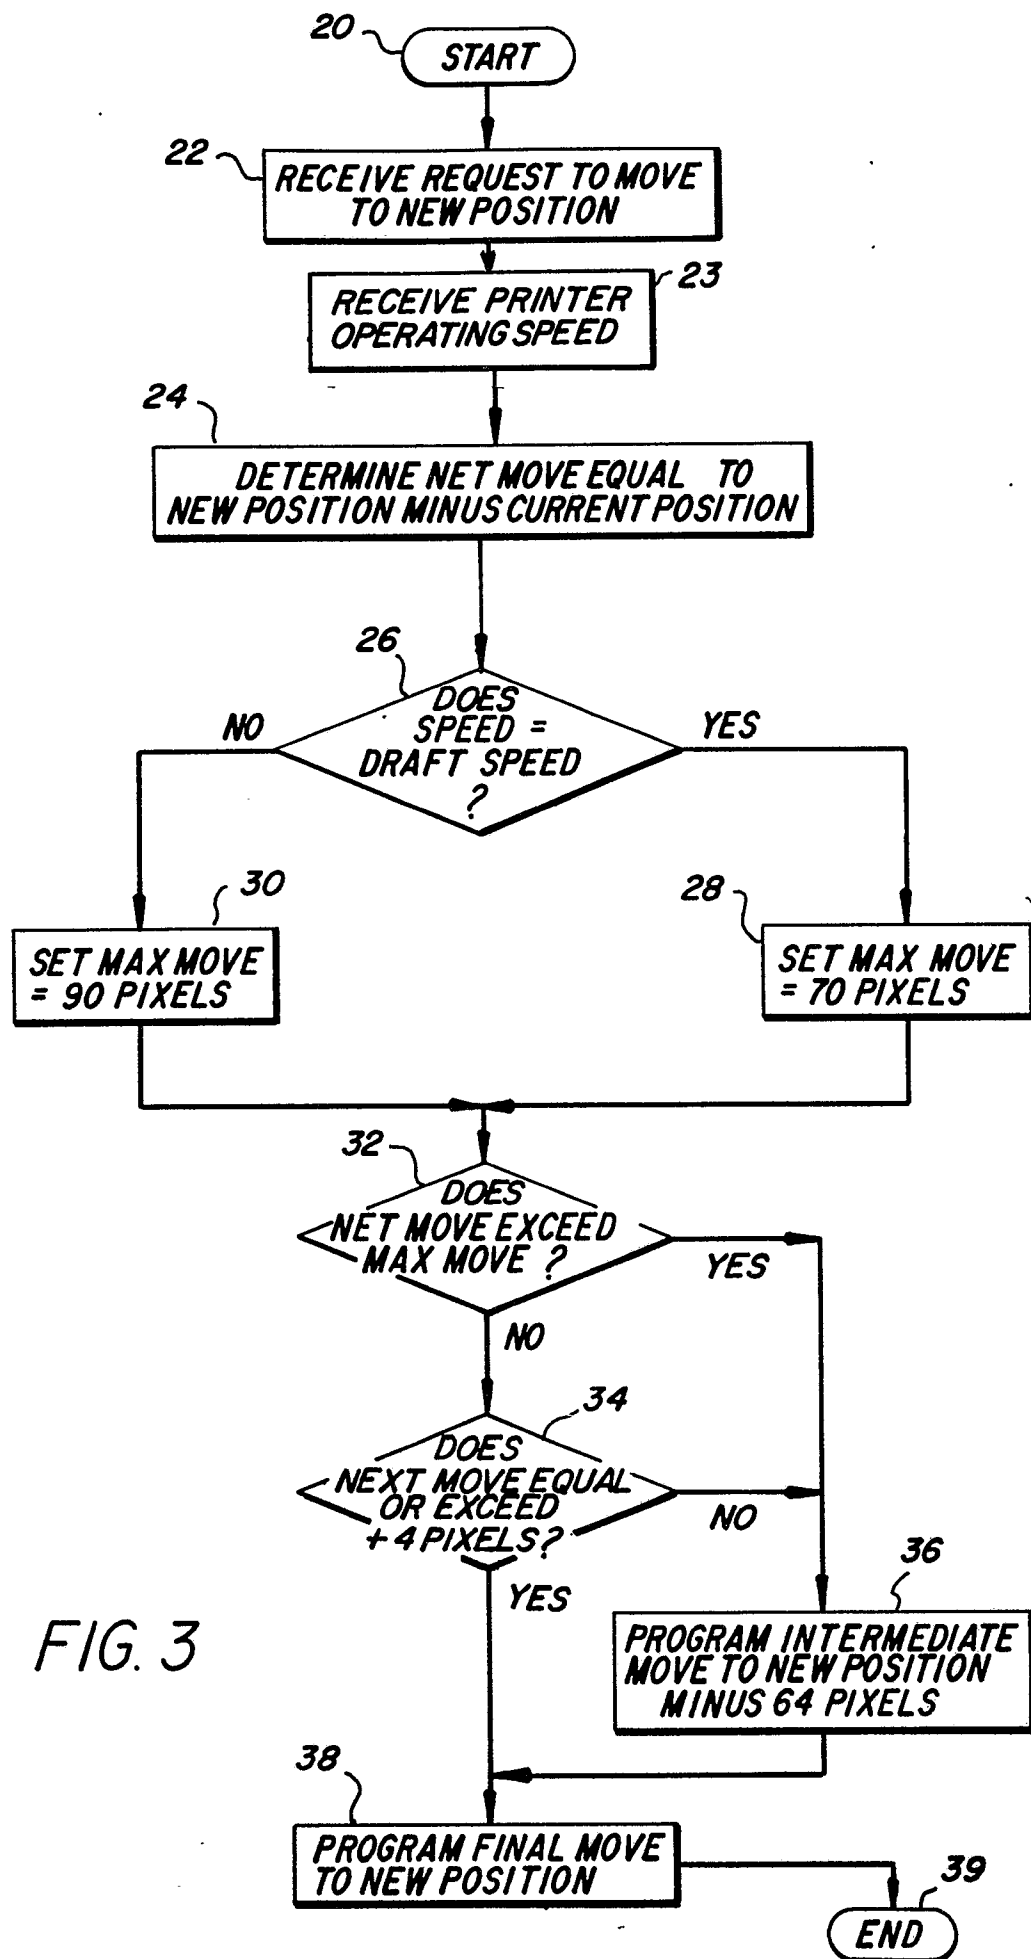 20
START
22
RECEIVE REQUEST TO MOVE
TO NEW POSITION
23
RECEIVE PRINTER
OPERATING SPEED
24
DETERMINE NET MOVE EQUAL TO
NEW POSITION MINUS CURRENT POSITION
26
DOES
SPEED =
DRAFT SPEED
?
NO
YES
30
SET MAX MOVE
= 90 PIXELS
28
SET MAX MOVE
= 70 PIXELS
32
DOES
NET MOVE EXCEED
MAX MOVE ?
YES
NO
34
DOES
NEXT MOVE EQUAL
OR EXCEED
+4 PIXELS?
NO
YES
36
PROGRAM INTERMEDIATE
MOVE TO NEW POSITION
MINUS 64 PIXELS
FIG. 3
38
PROGRAM FINAL MOVE
TO NEW POSITION
39
END